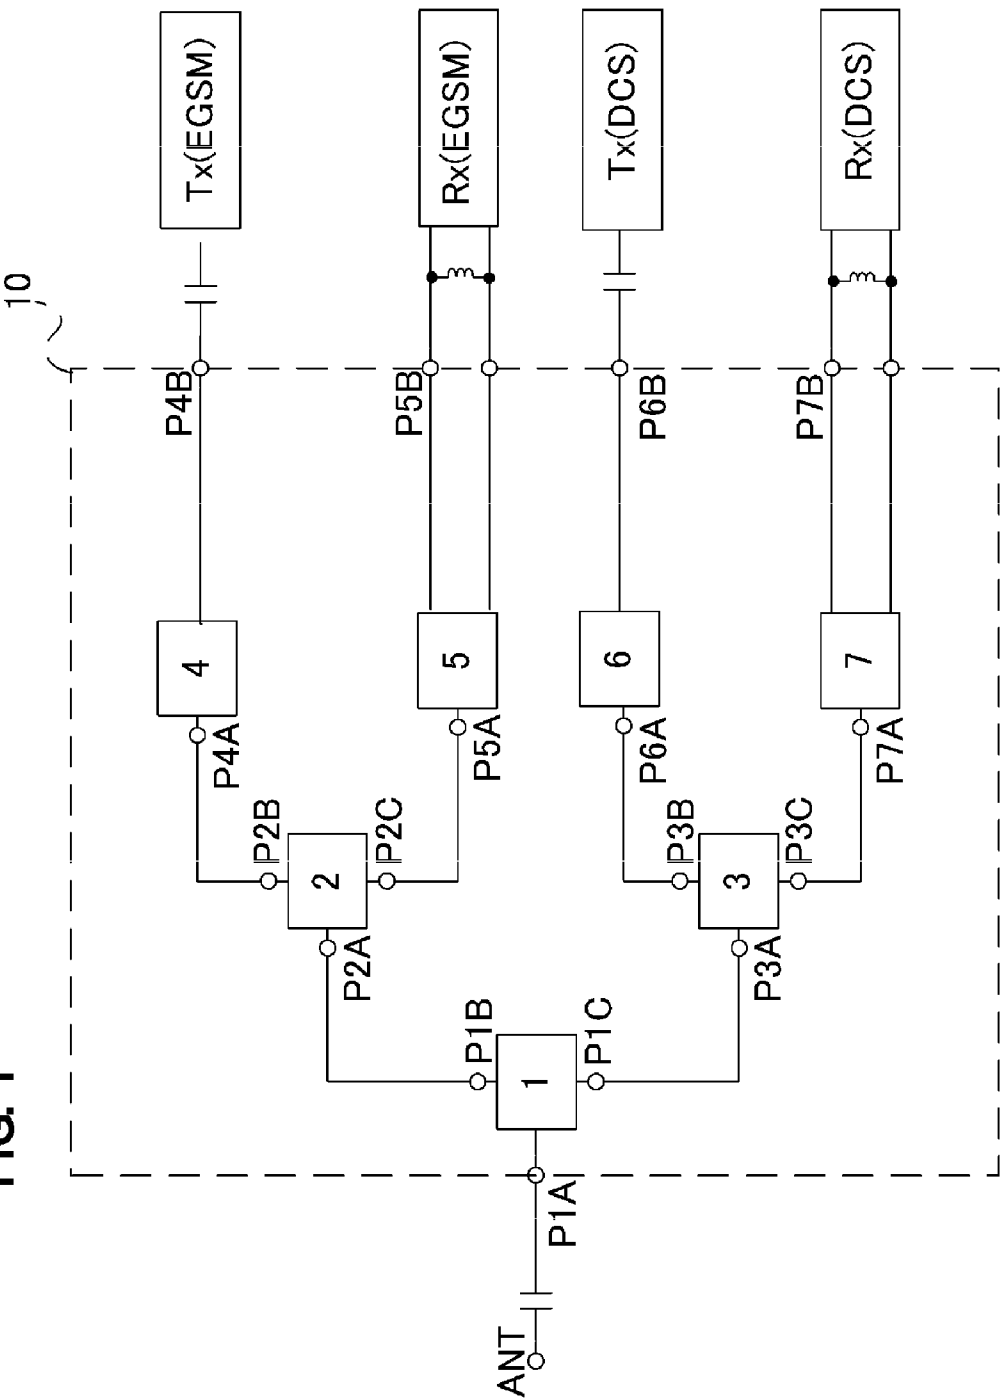 FIG. 1
10
Tx(EGSM)
Rx(EGSM)
Tx(DCS)
Rx(DCS)
P4B
P5B
P6B
P7B
4
5
6
7
P4A
P5A
P6A
P7A
P2B
P2C
P3B
P3C
2
3
P2A
P3A
P1B
P1C
1
P1A
ANT